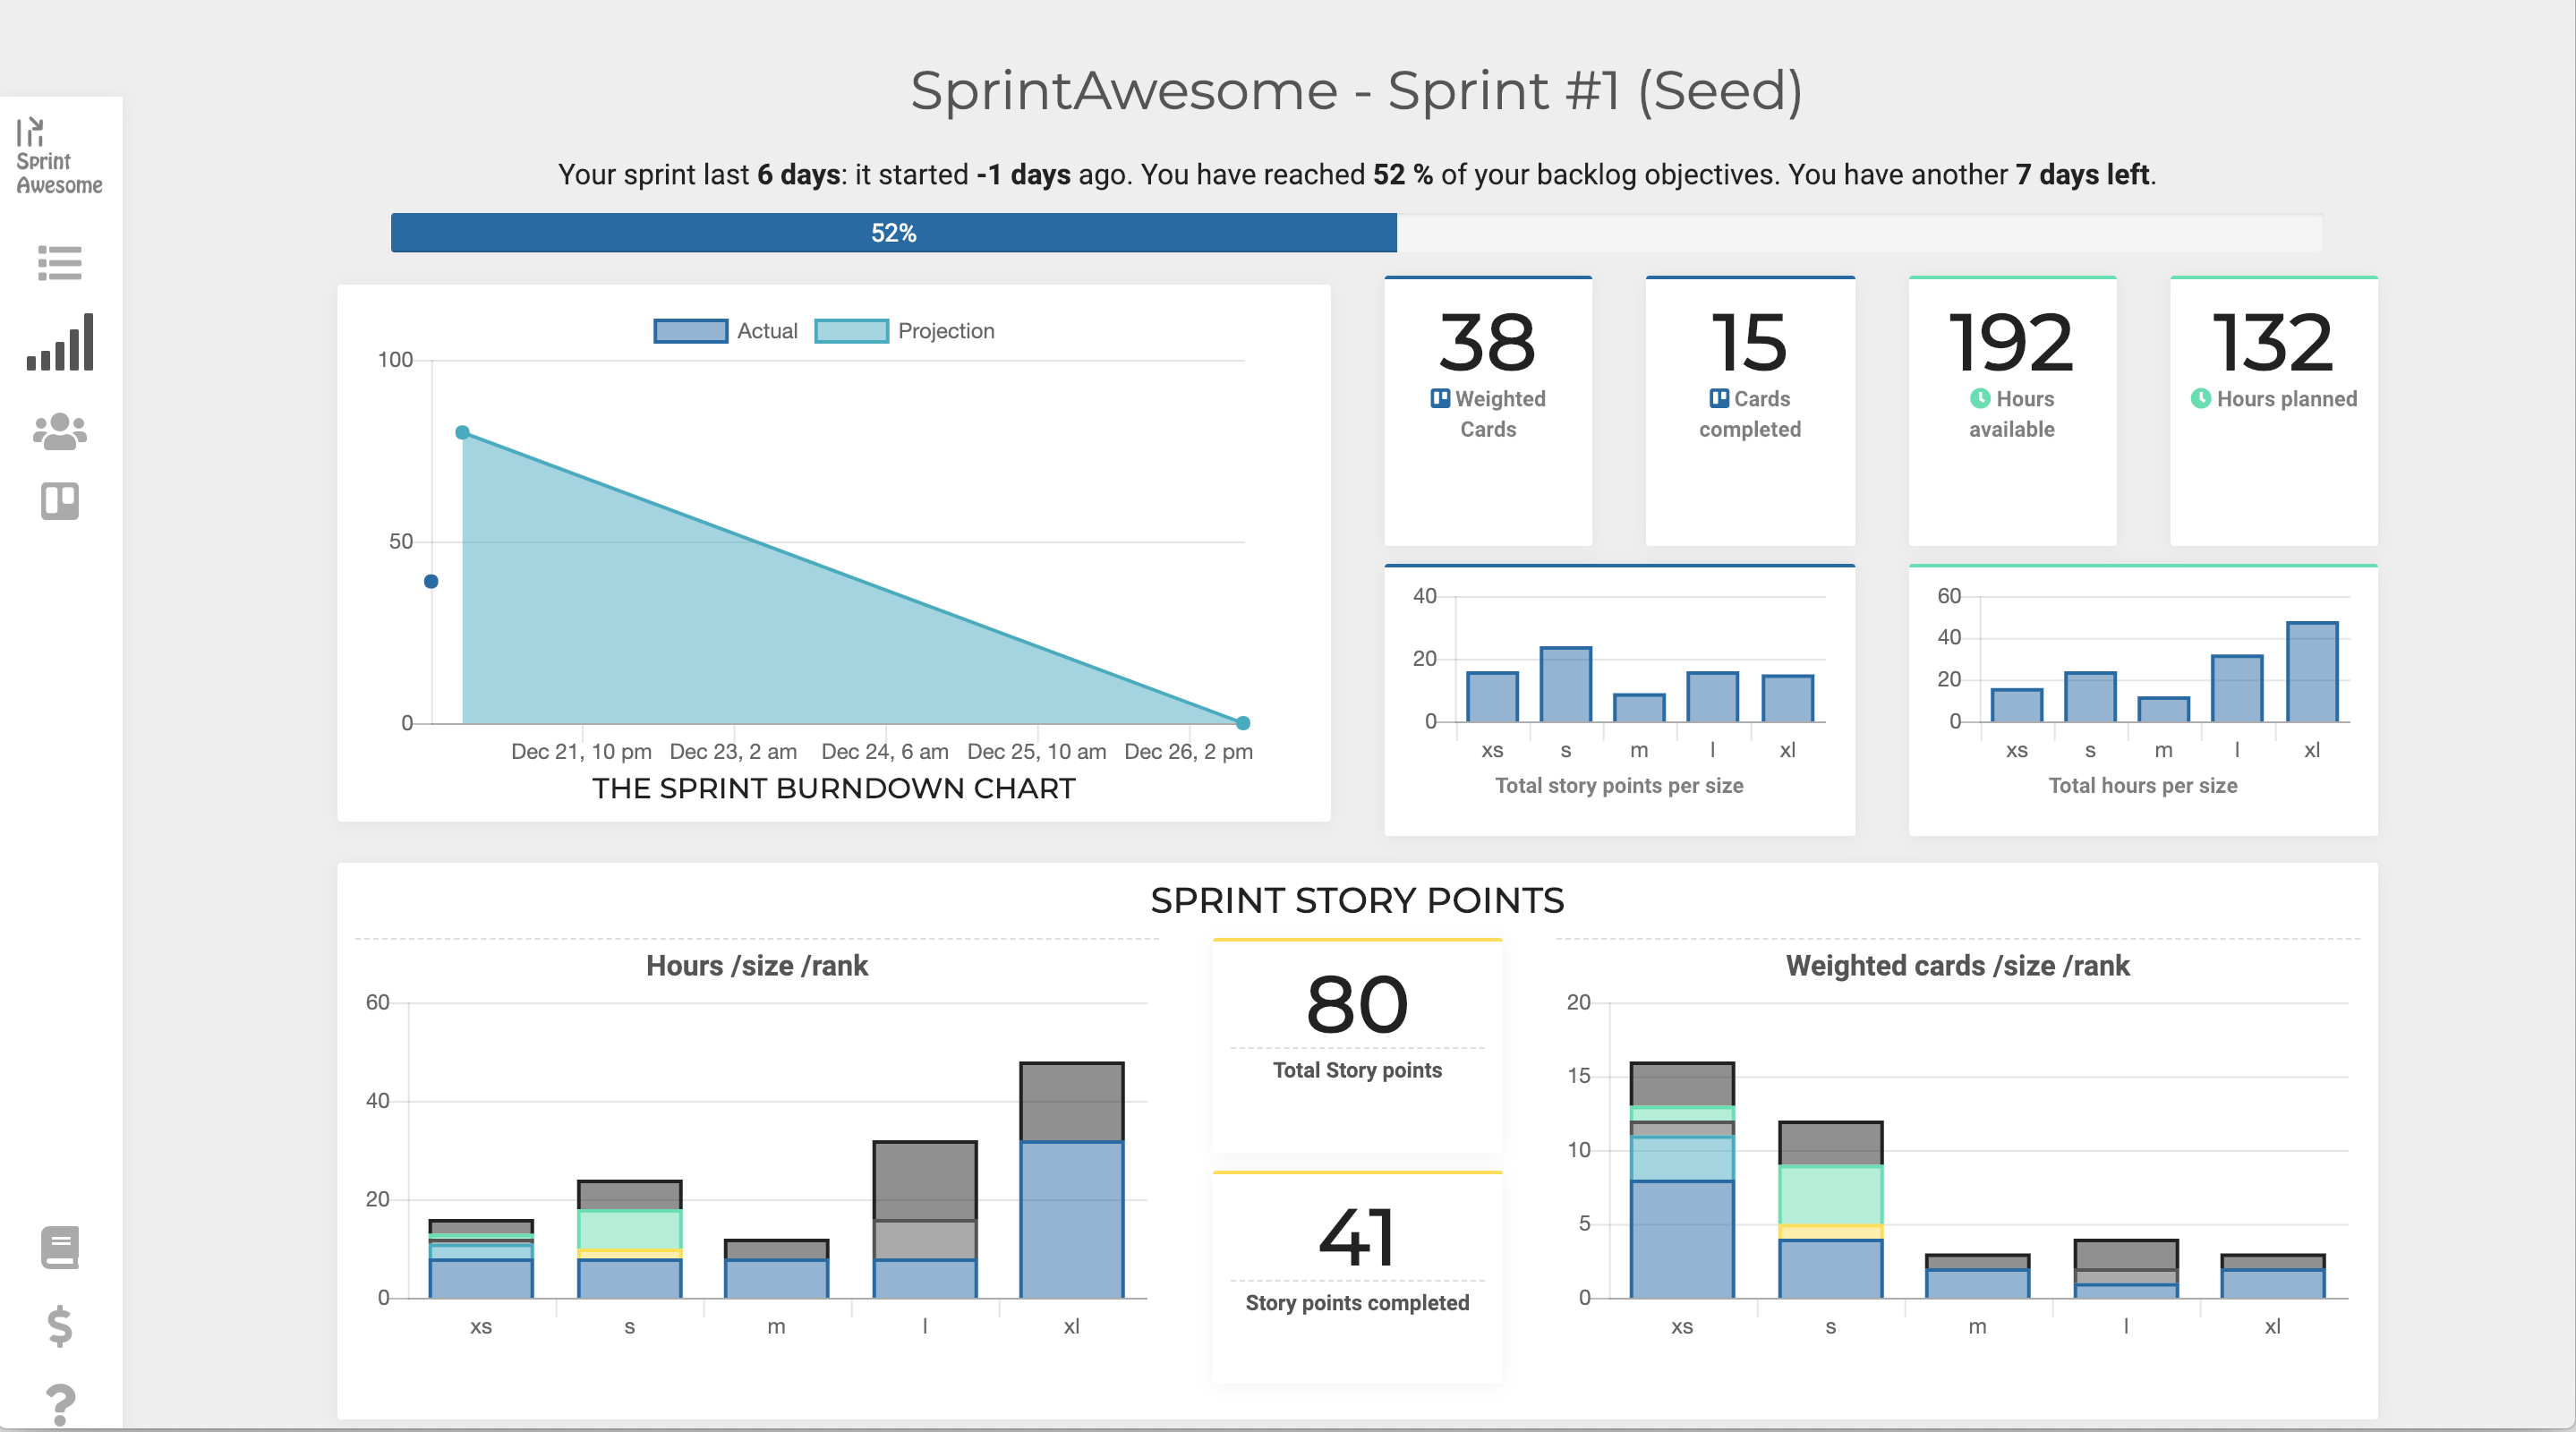 SprintAwesome - Sprint #1 (Seed)
Sprint
Awesome
Your sprint last 6 days: it started -1 days ago. You have reached 52 % of your backlog objectives. You have another 7 days left.
52%
Actual Projection
100
50
0
Dec 21, 10 pm Dec 23, 2 am Dec 24, 6 am Dec 25, 10 am Dec 26, 2 pm
THE SPRINT BURNDOWN CHART
38
Weighted
Cards
15
Cards
completed
192
Hours
available
132
Hours planned
40
20
0
xs s m l xl
Total story points per size
60
40
20
0
xs s m l xl
Total hours per size
SPRINT STORY POINTS
Hours /size /rank
60
40
20
0
xs s m l xl
80
Total Story points
41
Story points completed
Weighted cards /size /rank
20
15
10
5
0
xs s m l xl